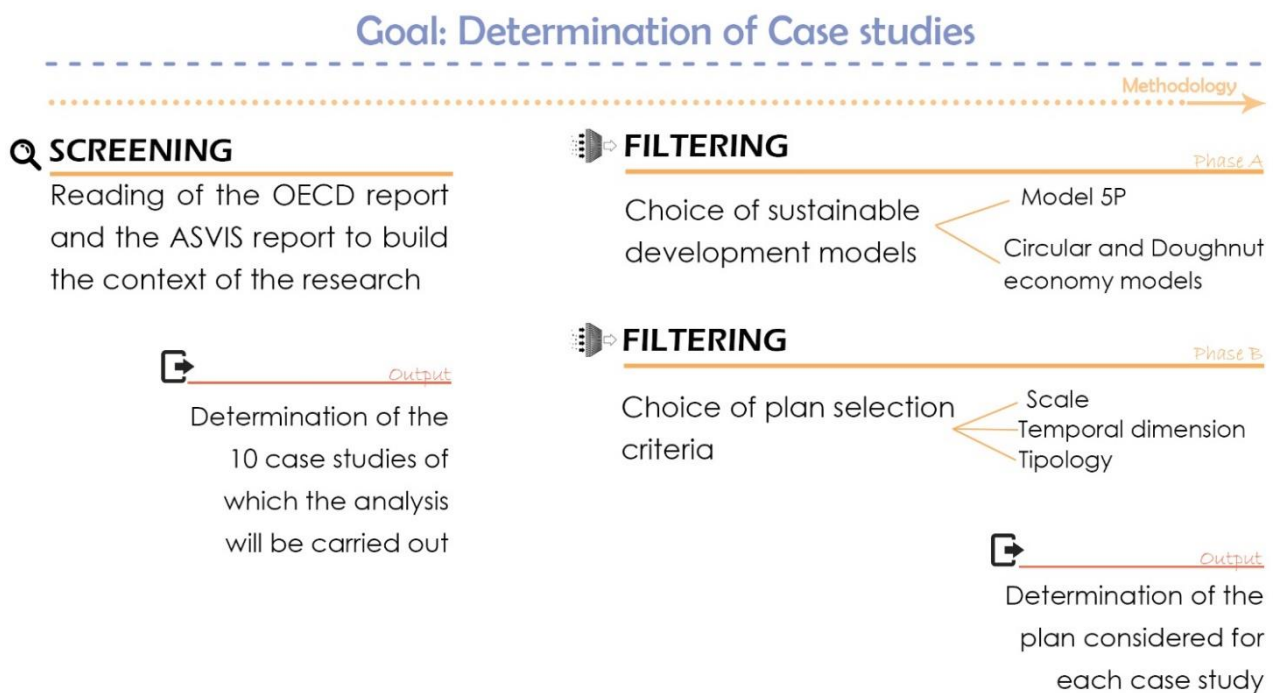 Goal: Determination of Case studies
Methodology
SCREENING
Reading of the OECD report
and the ASVIS report to build
the context of the research
Output
Determination of the
10 case studies of
which the analysis
will be carried out
FILTERING
Phase A
Choice of sustainable
development models
Model 5P
Circular and Doughnut
economy models
FILTERING
Phase B
Choice of plan selection
criteria
Scale
Temporal dimension
Tipology
Output
Determination of the
plan considered for
each case study